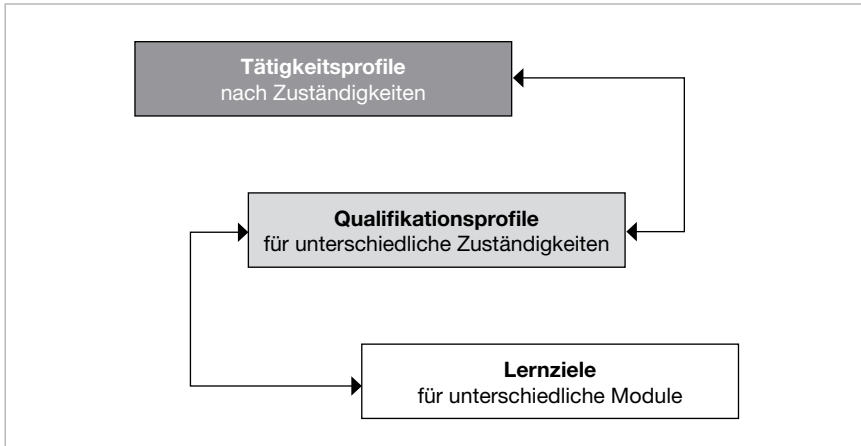 Tätigkeitsprofile
nach Zuständigkeiten
Qualifikationsprofile
für unterschiedliche Zuständigkeiten
Lernziele
für unterschiedliche Module